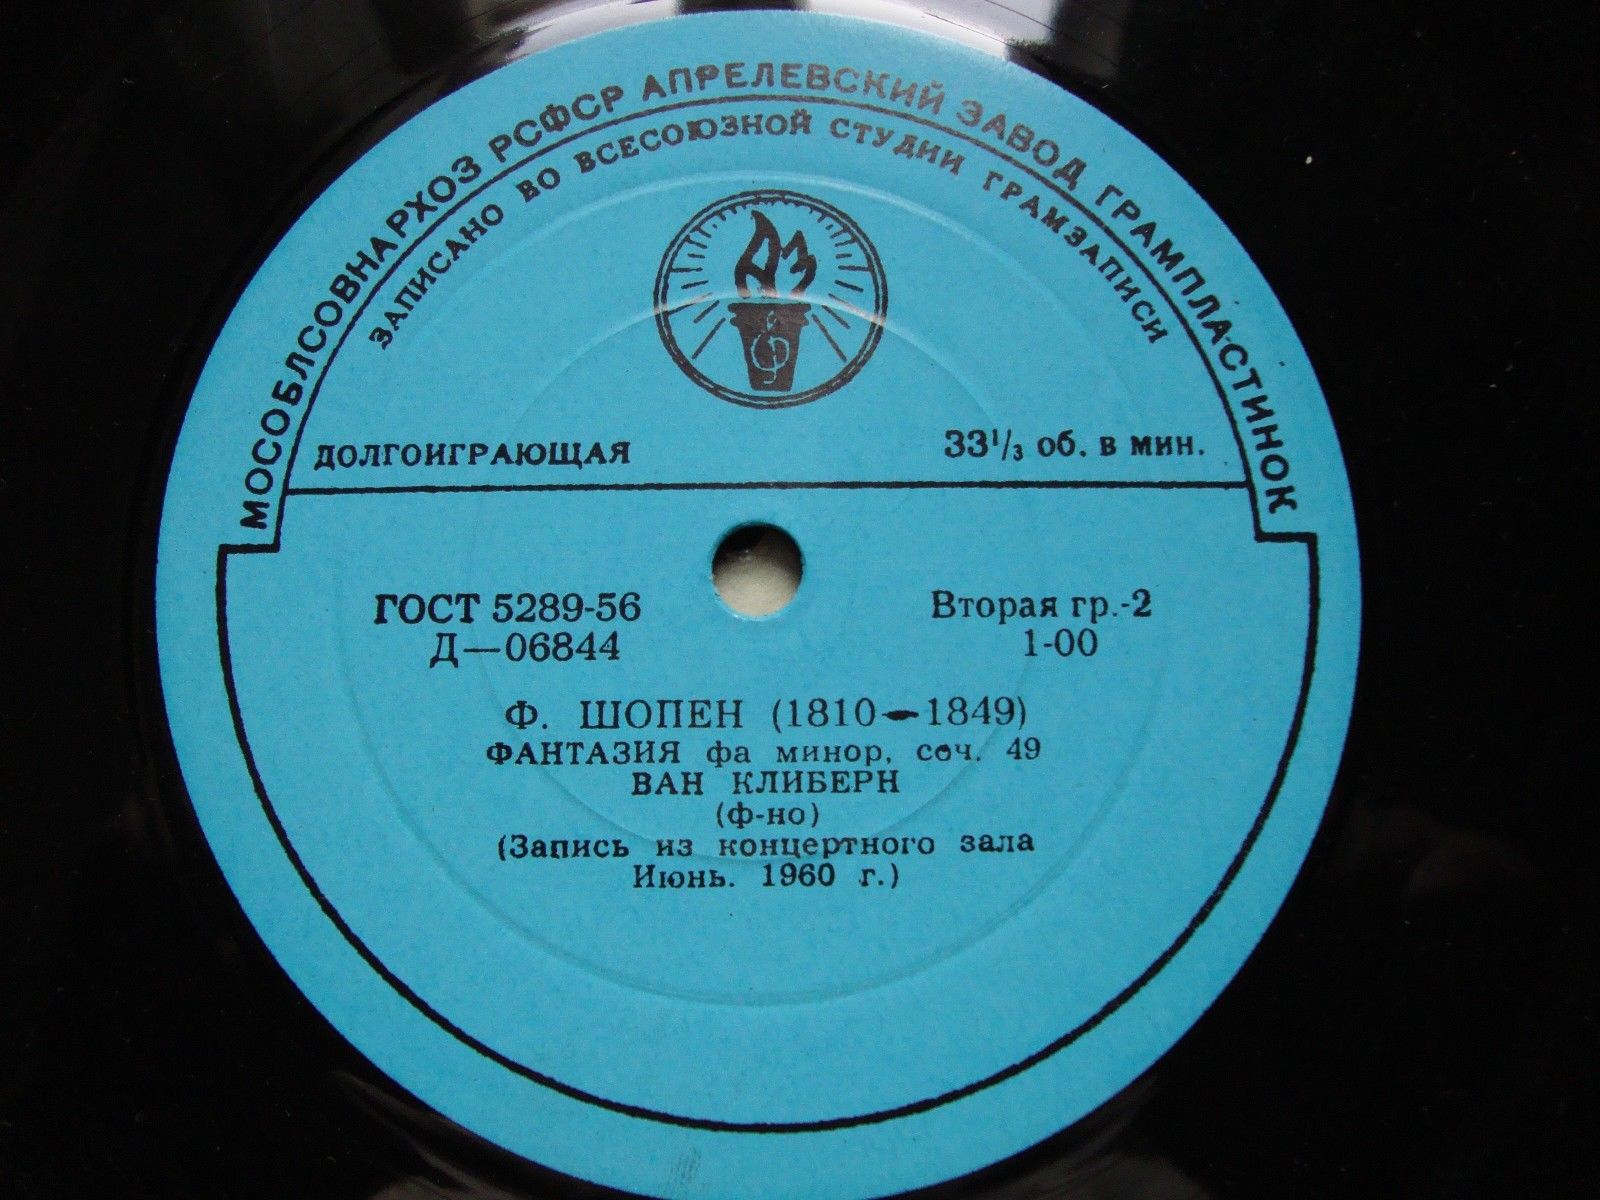 МОСОБЛСОВНАРХОЗ РСФСР АПРЕЛЕВСКИЙ ЗАВОД ГРАМПЛАСТИНОК
ЗАПИСАНО ВО ВСЕСОЮЗНОЙ СТУДИИ ГРАМЗАПИСИ
АЗ
ДОЛГОИГРАЮЩАЯ 33 1/3 об. в мин.
ГОСТ 5289-56 Вторая гр.-2
Д—06844 1-00
Ф. ШОПЕН (1810—1849)
ФАНТАЗИЯ фа минор, соч. 49
ВАН КЛИБЕРН
(ф-но)
(Запись из концертного зала
Июнь. 1960 г.)